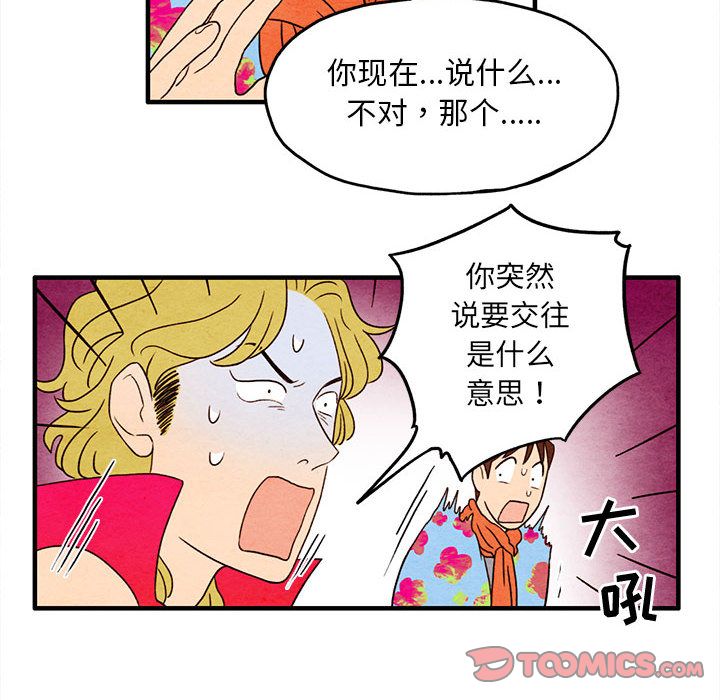 你现在...说什么...
不对，那个.....
你突然
说要交往
是什么
意思！
大
吼
TOOMICS.COM